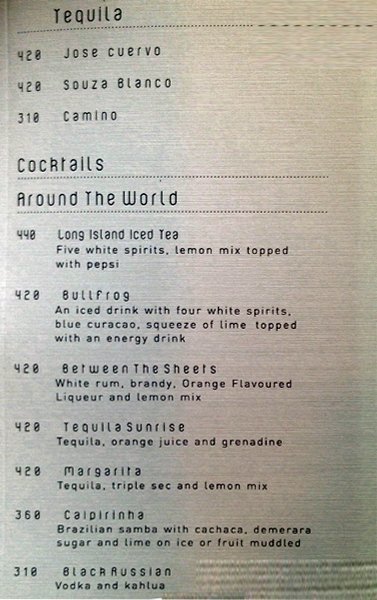 Tequila
420 Jose Cuervo
420 Souza Blanco
310 Camino
Cocktails
Around The World
440 Long Island Iced Tea
Five white spirits, lemon mix topped
with pepsi
420 Bullfrog
An iced drink with four white spirits,
blue curacao, squeeze of lime topped
with an energy drink
420 Between The Sheets
White rum, brandy, Orange Flavoured
Liqueur and lemon mix
420 Tequila Sunrise
Tequila, orange juice and grenadine
420 Margarita
Tequila, triple sec and lemon mix
360 Caipirinha
Brazilian samba with cachaca, demerara
sugar and lime on ice or fruit muddled
310 Black Russian
Vodka and kahlua